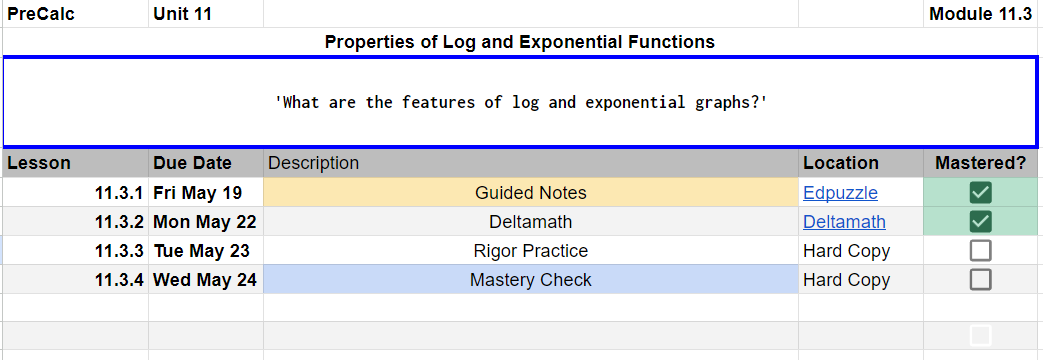 PreCalc Unit 11 Module 11.3
Properties of Log and Exponential Functions
'What are the features of log and exponential graphs?'
Lesson Due Date Description Location Mastered?
11.3.1 Fri May 19 Guided Notes Edpuzzle
11.3.2 Mon May 22 Deltamath Deltamath
11.3.3 Tue May 23 Rigor Practice Hard Copy
11.3.4 Wed May 24 Mastery Check Hard Copy